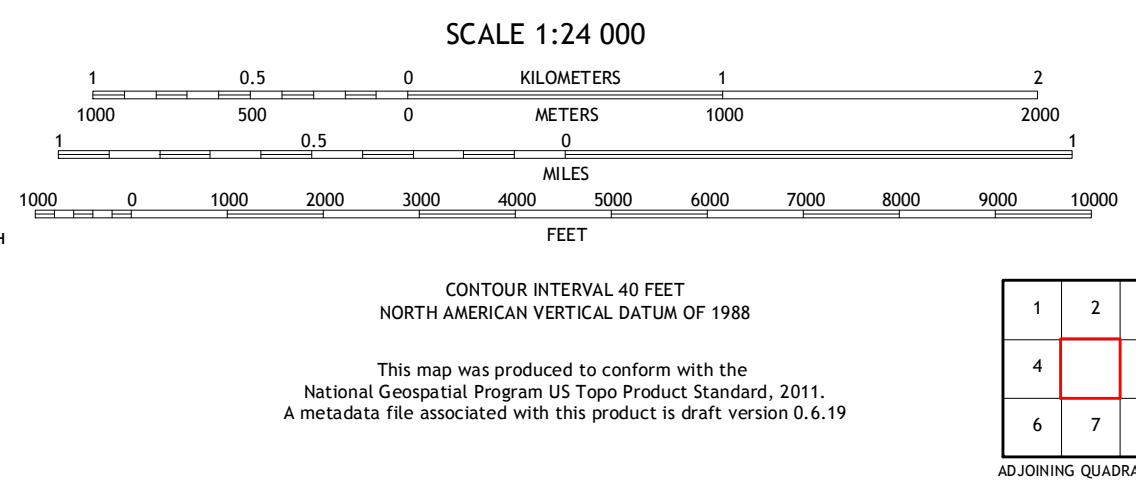 SCALE 1:24 000
1 0.5 0 KILOMETERS 1 2
1000 500 0 METERS 1000 2000
1 0.5 0 1
MILES
1000 0 1000 2000 3000 4000 5000 6000 7000 8000 9000 10000
FEET
H
CONTOUR INTERVAL 40 FEET
NORTH AMERICAN VERTICAL DATUM OF 1988
This map was produced to conform with the
National Geospatial Program US Topo Product Standard, 2011.
A metadata file associated with this product is draft version 0.6.19
1 2
4
6 7
ADJOINING QUADRA